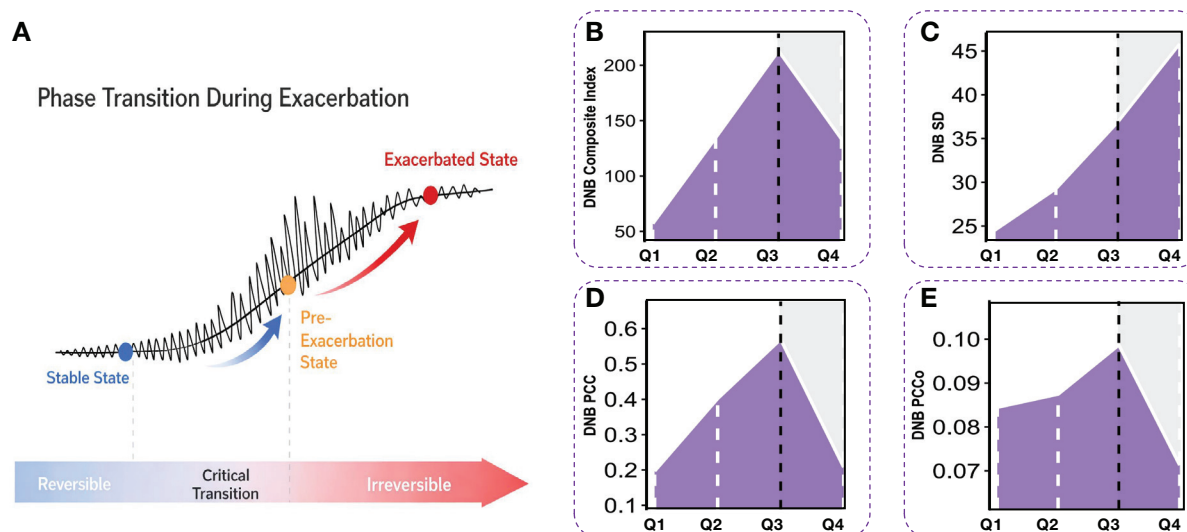 A
Phase Transition During Exacerbation
Exacerbated State
Pre-
Exacerbation
State
Stable State
Reversible
Critical
Transition
Irreversible
B
DNB Composite Index
200
150
100
50
Q1 Q2 Q3 Q4
C
DNB SD
45
40
35
30
25
Q1 Q2 Q3 Q4
D
DNB PCC
0.6
0.5
0.4
0.3
0.2
0.1
Q1 Q2 Q3 Q4
E
DNB PCCo
0.10
0.09
0.08
0.07
Q1 Q2 Q3 Q4